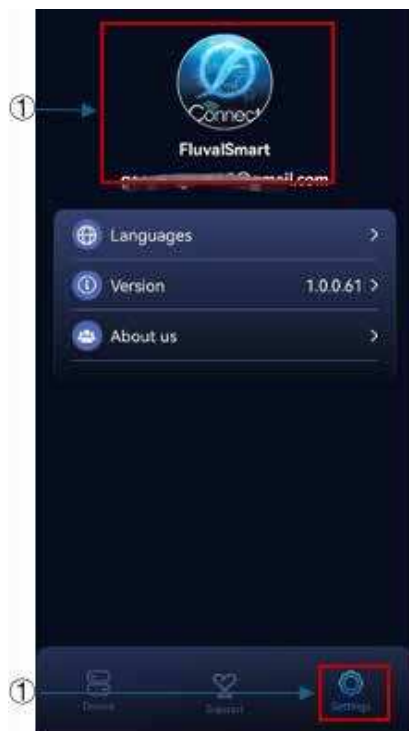 ①
Connect
FluvalSmart
@gmail.com
Languages
Version 1.0.0.61
About us
①
Device Support Settings